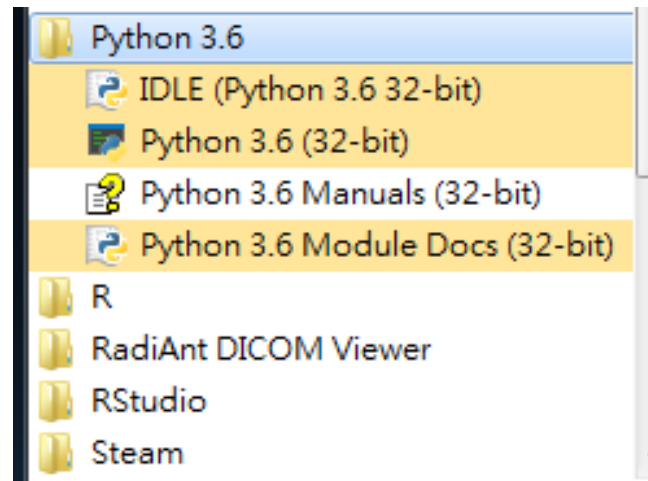 Python 3.6
IDLE (Python 3.6 32-bit)
Python 3.6 (32-bit)
Python 3.6 Manuals (32-bit)
Python 3.6 Module Docs (32-bit)
R
RadiAnt DICOM Viewer
RStudio
Steam